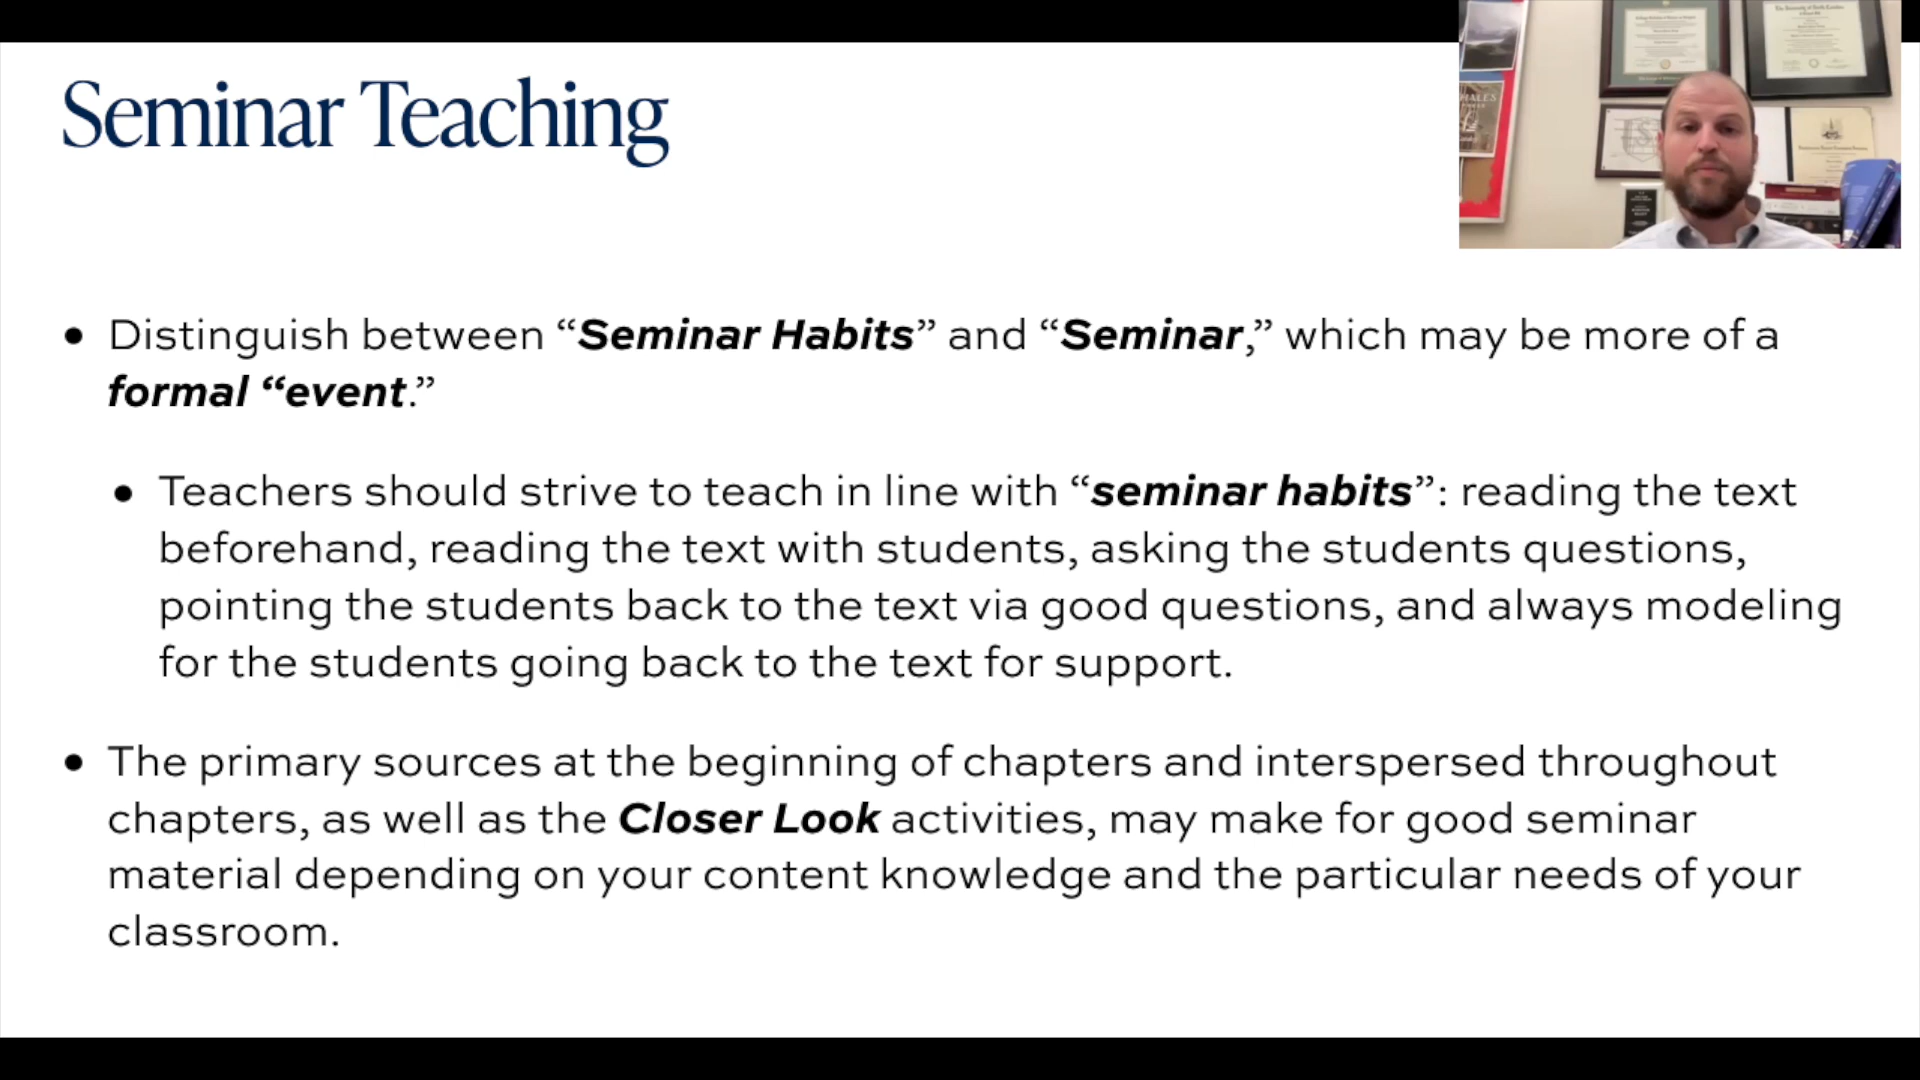 Seminar Teaching
• Distinguish between “Seminar Habits” and “Seminar,” which may be more of a
formal “event.”
• Teachers should strive to teach in line with “seminar habits”: reading the text
beforehand, reading the text with students, asking the students questions,
pointing the students back to the text via good questions, and always modeling
for the students going back to the text for support.
• The primary sources at the beginning of chapters and interspersed throughout
chapters, as well as the Closer Look activities, may make for good seminar
material depending on your content knowledge and the particular needs of your
classroom.